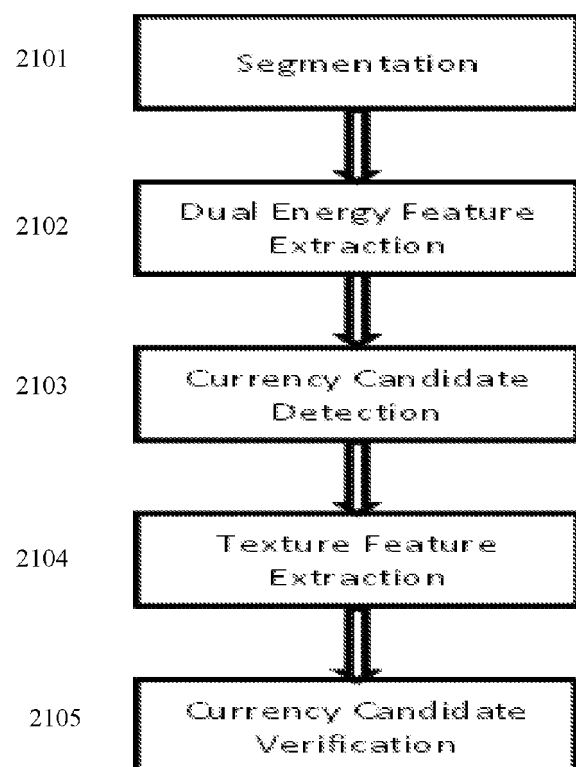 2101
Segmentation
2102
Dual Energy Feature
Extraction
2103
Currency Candidate
Detection
2104
Texture Feature
Extraction
2105
Currency Candidate
Verification